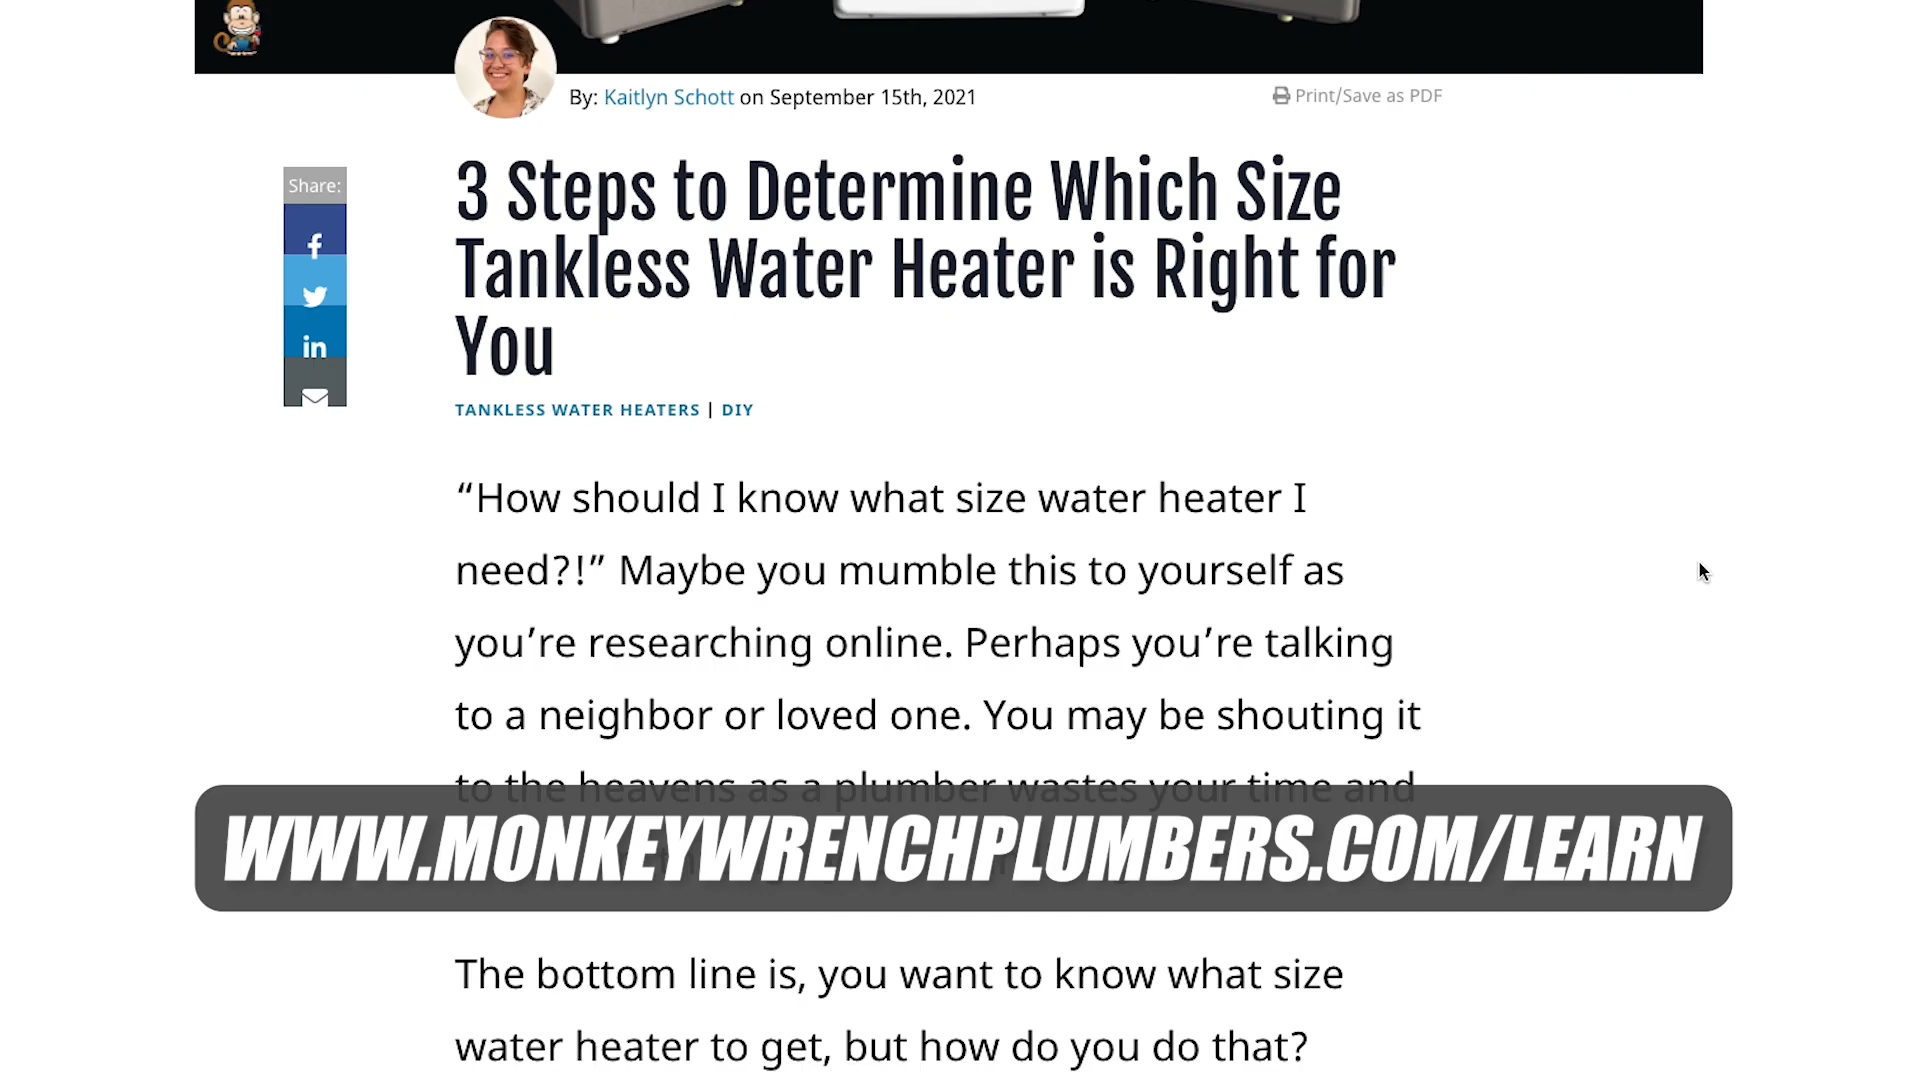 By: Kaitlyn Schott on September 15th, 2021
Print/Save as PDF
Share:
3 Steps to Determine Which Size
Tankless Water Heater is Right for
You
TANKLESS WATER HEATERS | DIY
“How should I know what size water heater I
need?!” Maybe you mumble this to yourself as
you’re researching online. Perhaps you’re talking
to a neighbor or loved one. You may be shouting it
to the heavens as a plumber wastes your time and
WWW.MONKEYWRENCHPLUMBERS.COM/LEARN
The bottom line is, you want to know what size
water heater to get, but how do you do that?